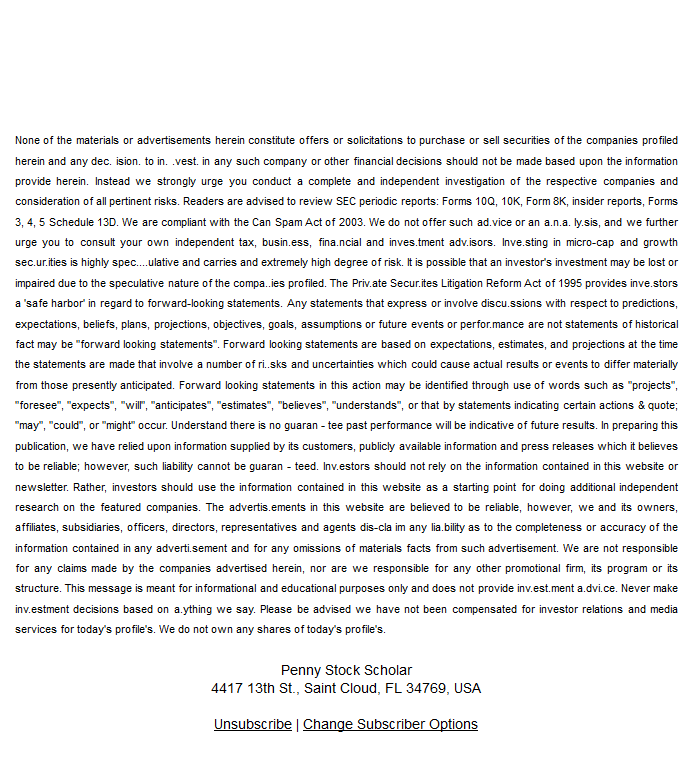 None of the materials or advertisements herein constitute offers or solicitations to purchase or sell securities of the companies profiled
herein and any dec. ision. to in. .vest. in any such company or other financial decisions should not be made based upon the information
provide herein. Instead we strongly urge you conduct a complete and independent investigation of the respective companies and
consideration of all pertinent risks. Readers are advised to review SEC periodic reports: Forms 10Q, 10K, Form 8K, insider reports, Forms
3, 4, 5 Schedule 13D. We are compliant with the Can Spam Act of 2003. We do not offer such ad.vice or an a.n.a. ly.sis, and we further
urge you to consult your own independent tax, busin.ess, fina.ncial and inves.tment adv.isors. Inve.sting in micro-cap and growth
sec.ur.ities is highly spec....ulative and carries and extremely high degree of risk. It is possible that an investor's investment may be lost or
impaired due to the speculative nature of the compa..ies profiled. The Priv.ate Secur.ites Litigation Reform Act of 1995 provides inve.stors
a 'safe harbor' in regard to forward-looking statements. Any statements that express or involve discu.ssions with respect to predictions,
expectations, beliefs, plans, projections, objectives, goals, assumptions or future events or perfor.mance are not statements of historical
fact may be "forward looking statements". Forward looking statements are based on expectations, estimates, and projections at the time
the statements are made that involve a number of ri..sks and uncertainties which could cause actual results or events to differ materially
from those presently anticipated. Forward looking statements in this action may be identified through use of words such as "projects",
"foresee", "expects", "will", "anticipates", "estimates", "believes", "understands", or that by statements indicating certain actions & quote;
"may", "could", or "might" occur. Understand there is no guaran - tee past performance will be indicative of future results. In preparing this
publication, we have relied upon information supplied by its customers, publicly available information and press releases which it believes
to be reliable; however, such liability cannot be guaran - teed. Inv.estors should not rely on the information contained in this website or
newsletter. Rather, investors should use the information contained in this website as a starting point for doing additional independent
research on the featured companies. The advertis.ements in this website are believed to be reliable, however, we and its owners,
affiliates, subsidiaries, officers, directors, representatives and agents dis-cla im any lia.bility as to the completeness or accuracy of the
information contained in any adverti.sement and for any omissions of materials facts from such advertisement. We are not responsible
for any claims made by the companies advertised herein, nor are we responsible for any other promotional firm, its program or its
structure. This message is meant for informational and educational purposes only and does not provide inv.est.ment a.dvi.ce. Never make
inv.estment decisions based on a.ything we say. Please be advised we have not been compensated for investor relations and media
services for today's profile's. We do not own any shares of today's profile's.
Penny Stock Scholar
4417 13th St., Saint Cloud, FL 34769, USA
Unsubscribe | Change Subscriber Options